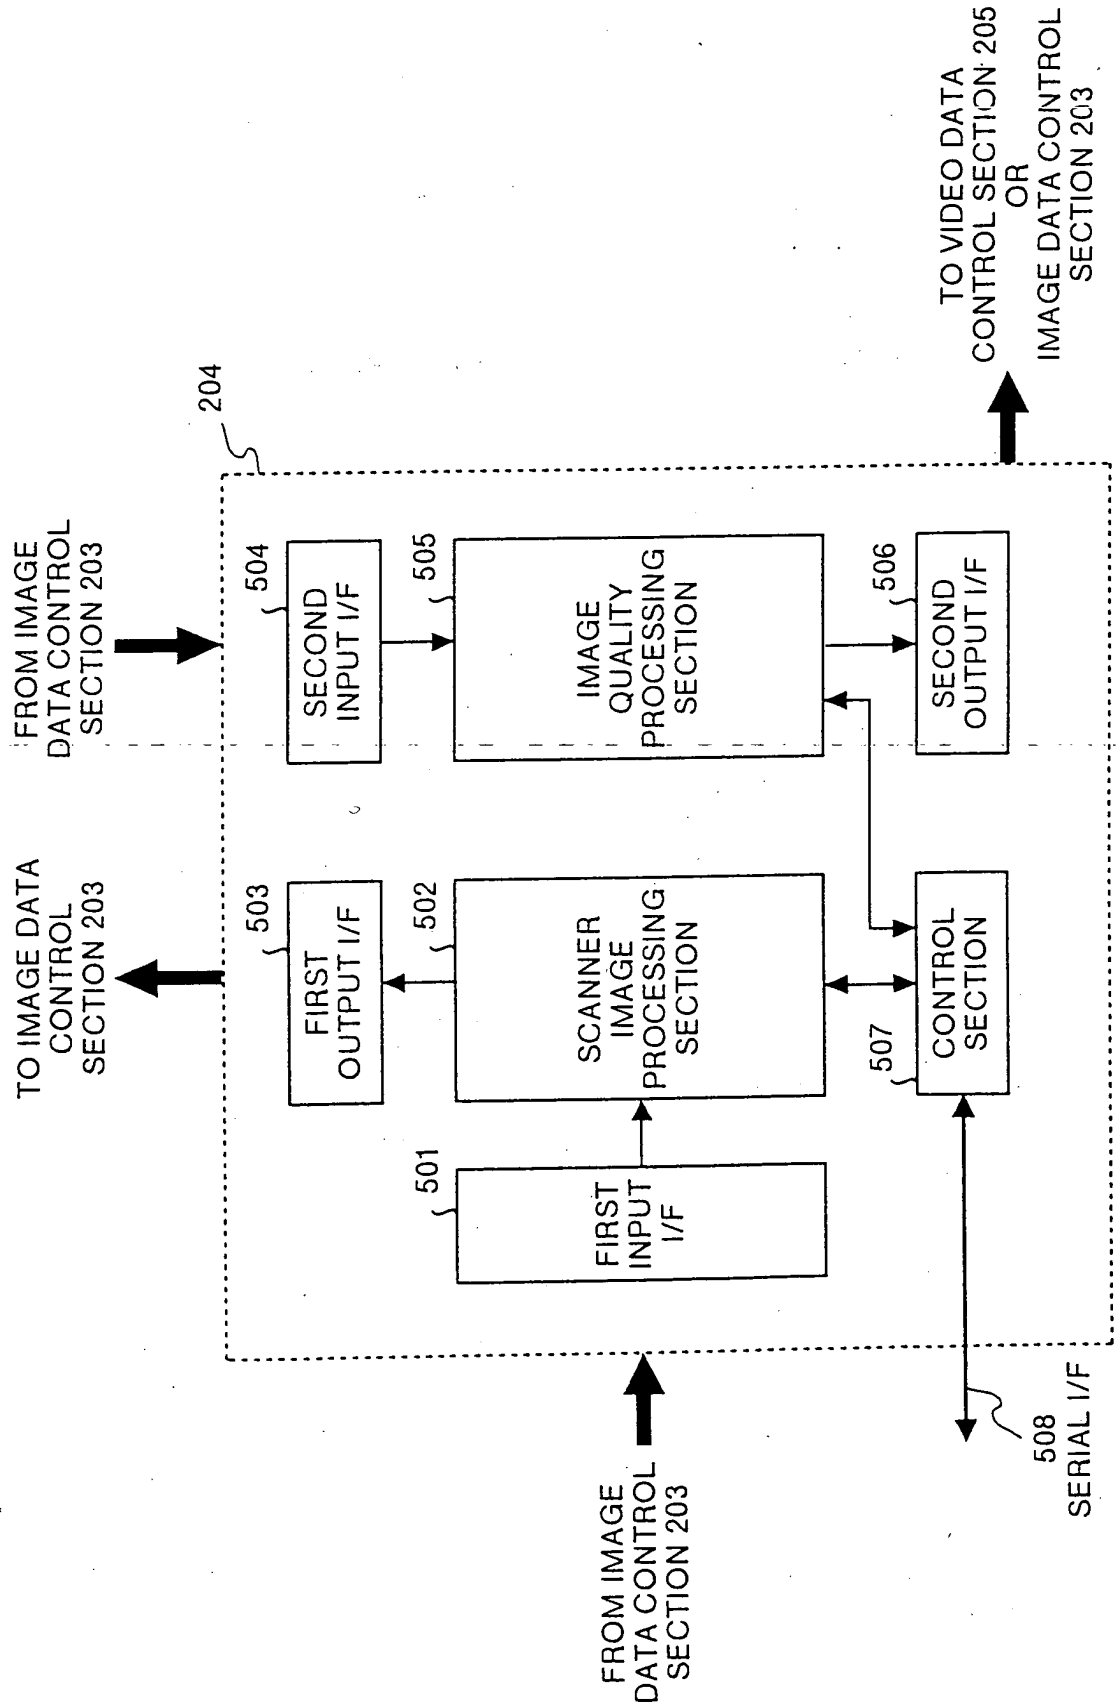 TO IMAGE DATA
CONTROL
SECTION 203
FROM IMAGE
DATA CONTROL
SECTION 203
204
503
FIRST
OUTPUT I/F
504
SECOND
INPUT I/F
FROM IMAGE
DATA CONTROL
SECTION 203
501
FIRST
INPUT
I/F
502
SCANNER
IMAGE
PROCESSING
SECTION
505
IMAGE
QUALITY
PROCESSING
SECTION
507
CONTROL
SECTION
506
SECOND
OUTPUT I/F
508
SERIAL I/F
TO VIDEO DATA
CONTROL SECTION 205
OR
IMAGE DATA CONTROL
SECTION 203